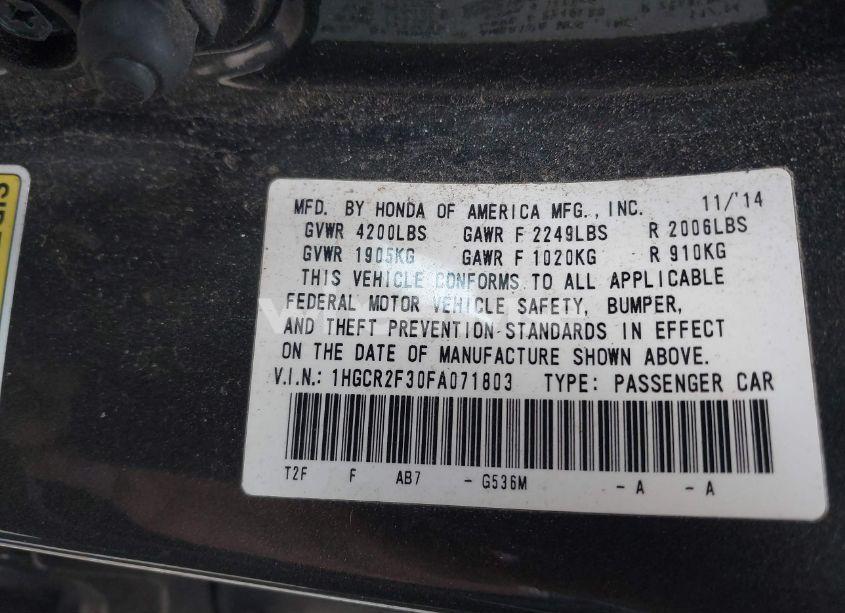 MFD. BY HONDA OF AMERICA MFG., INC. 11/'14
GVWR 4200LBS GAWR F 2249LBS R 2006LBS
GVWR 1905KG GAWR F 1020KG R 910KG
THIS VEHICLE CONFORMS TO ALL APPLICABLE
FEDERAL MOTOR VEHICLE SAFETY, BUMPER,
AND THEFT PREVENTION STANDARDS IN EFFECT
ON THE DATE OF MANUFACTURE SHOWN ABOVE.
V.I.N.: 1HGCR2F30FA071803 TYPE: PASSENGER CAR
T2F F AB7 - G536M - A - A